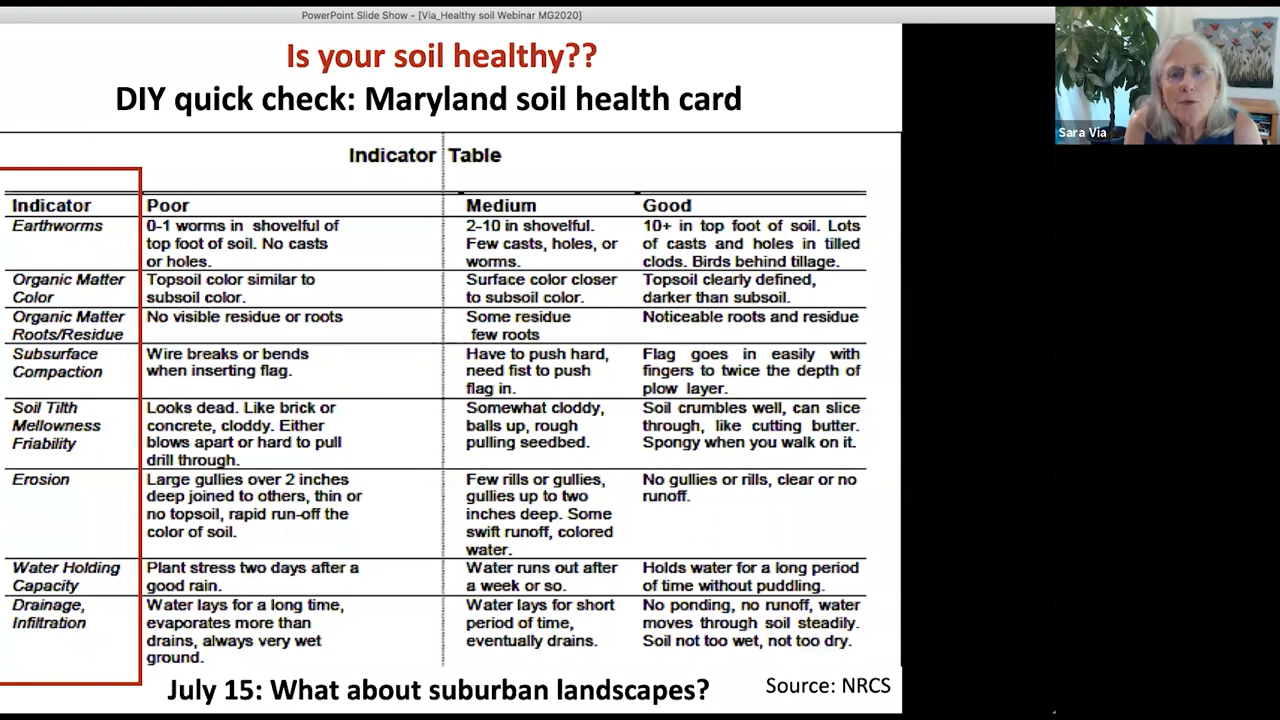 PowerPoint Slide Show - [Via_Healthy soil Webinar MG2020]
Is your soil healthy??
DIY quick check: Maryland soil health card
Sara Via
Indicator Table
Indicator Poor Medium Good
Earthworms
0-1 worms in shovelful of
top foot of soil. No casts
or holes.
2-10 in shovelful.
Few casts, holes, or
worms.
10+ in top foot of soil. Lots
of casts and holes in tilled
clods. Birds behind tillage.
Organic Matter
Color
Topsoil color similar to
subsoil color.
Surface color closer
to subsoil color.
Topsoil clearly defined,
darker than subsoil.
Organic Matter
Roots/Residue
No visible residue or roots
Some residue
few roots
Noticeable roots and residue
Subsurface
Compaction
Wire breaks or bends
when inserting flag.
Have to push hard,
need fist to push
flag in.
Flag goes in easily with
fingers to twice the depth of
plow layer.
Soil Tilth
Mellowness
Friability
Looks dead. Like brick or
concrete, cloddy. Either
blows apart or hard to pull
drill through.
Somewhat cloddy,
balls up, rough
pulling seedbed.
Soil crumbles well, can slice
through, like cutting butter.
Spongy when you walk on it.
Erosion
Large gullies over 2 inches
deep joined to others, thin or
no topsoil, rapid run-off the
color of soil.
Few rills or gullies,
gullies up to two
inches deep. Some
swift runoff, colored
water.
No gullies or rills, clear or no
runoff.
Water Holding
Capacity
Plant stress two days after a
good rain.
Water runs out after
a week or so.
Holds water for a long period
of time without puddling.
Drainage,
Infiltration
Water lays for a long time,
evaporates more than
drains, always very wet
ground.
Water lays for short
period of time,
eventually drains.
No ponding, no runoff, water
moves through soil steadily.
Soil not too wet, not too dry.
July 15: What about suburban landscapes?
Source: NRCS